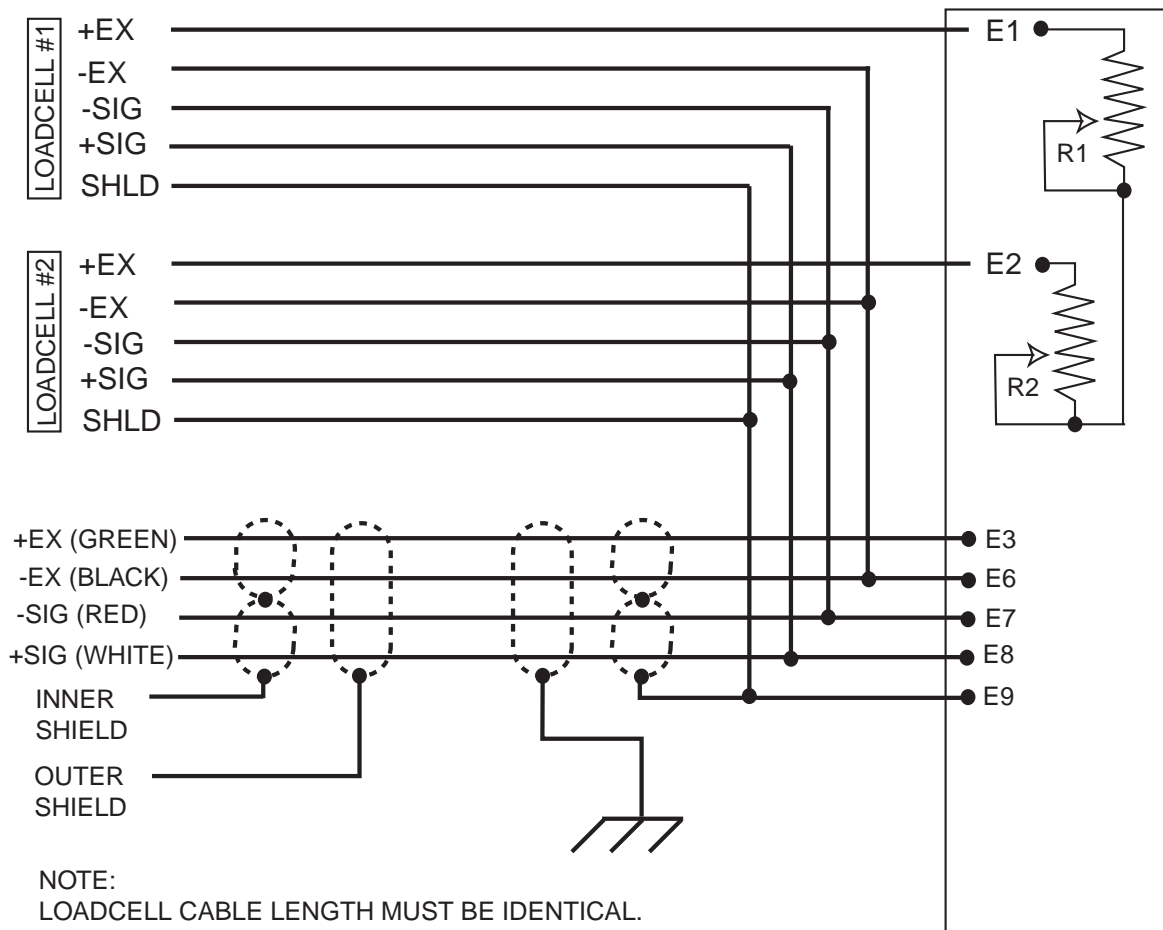 LOADCELL #1
+EX
-EX
-SIG
+SIG
SHLD
E1
R1
LOADCELL #2
+EX
-EX
-SIG
+SIG
SHLD
E2
R2
+EX (GREEN)
-EX (BLACK)
-SIG (RED)
+SIG (WHITE)
INNER
SHIELD
OUTER
SHIELD
E3
E6
E7
E8
E9
NOTE:
LOADCELL CABLE LENGTH MUST BE IDENTICAL.